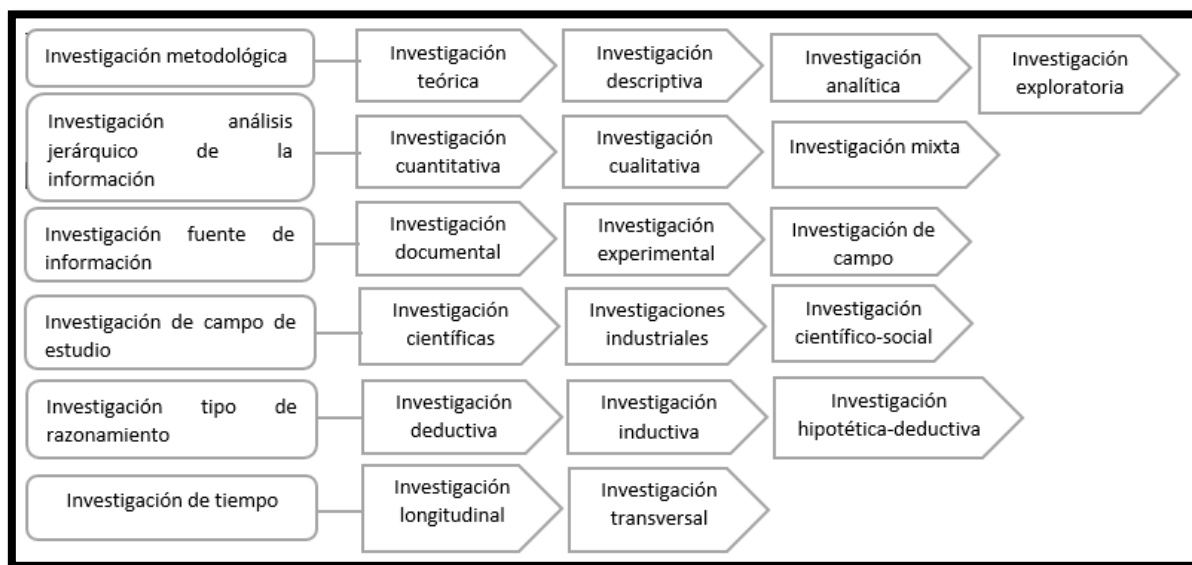 Investigación metodológica
Investigación
teórica
Investigación
descriptiva
Investigación
analítica
Investigación
exploratoria
Investigación análisis
jerárquico de la
información
Investigación
cuantitativa
Investigación
cualitativa
Investigación mixta
Investigación fuente de
información
Investigación
documental
Investigación
experimental
Investigación de
campo
Investigación de campo de
estudio
Investigación
científicas
Investigaciones
industriales
Investigación
científico-social
Investigación tipo de
razonamiento
Investigación
deductiva
Investigación
inductiva
Investigación
hipotética-deductiva
Investigación de tiempo
Investigación
longitudinal
Investigación
transversal